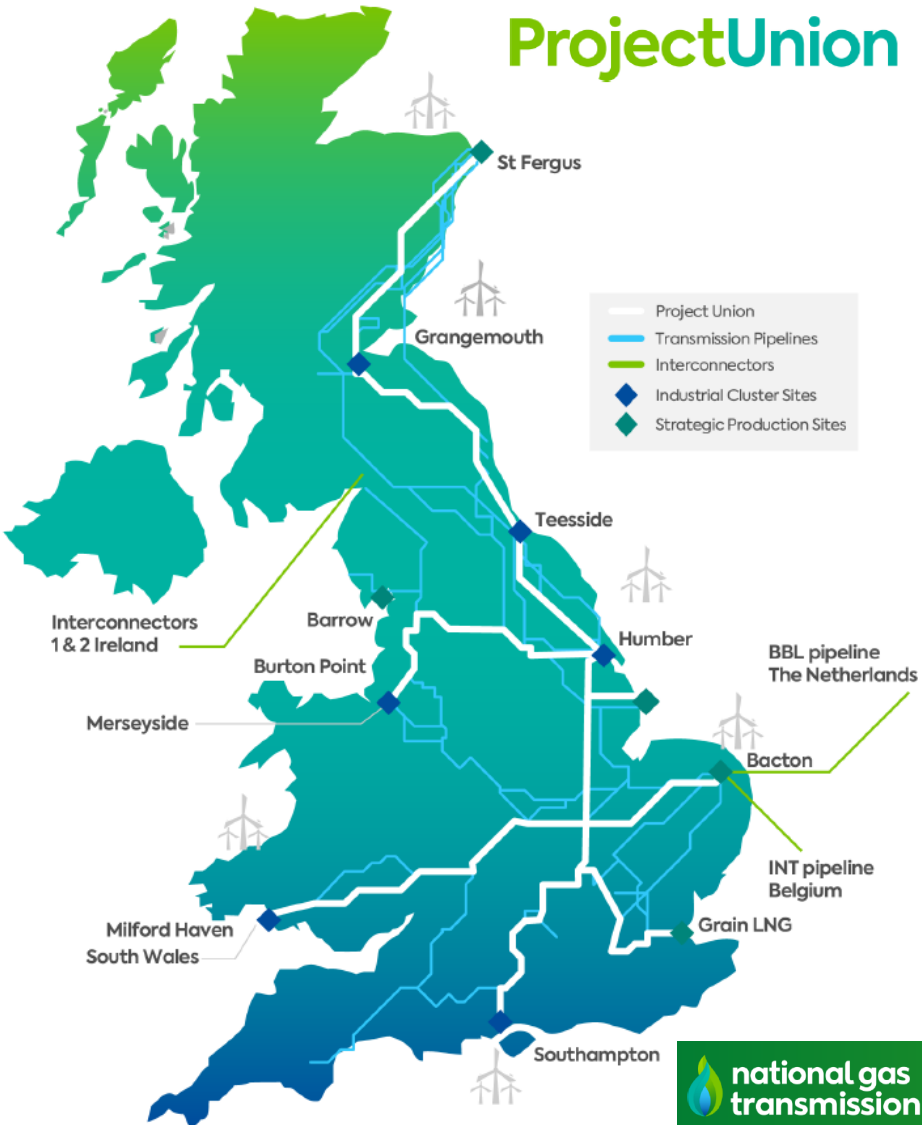 ProjectUnion
St Fergus
Project Union
Transmission Pipelines
Interconnectors
Industrial Cluster Sites
Strategic Production Sites
Grangemouth
Teesside
Interconnectors
1 & 2 Ireland
Barrow
Humber
Burton Point
BBL pipeline
The Netherlands
Merseyside
Bacton
INT pipeline
Belgium
Milford Haven
South Wales
Grain LNG
Southampton
national gas
transmission